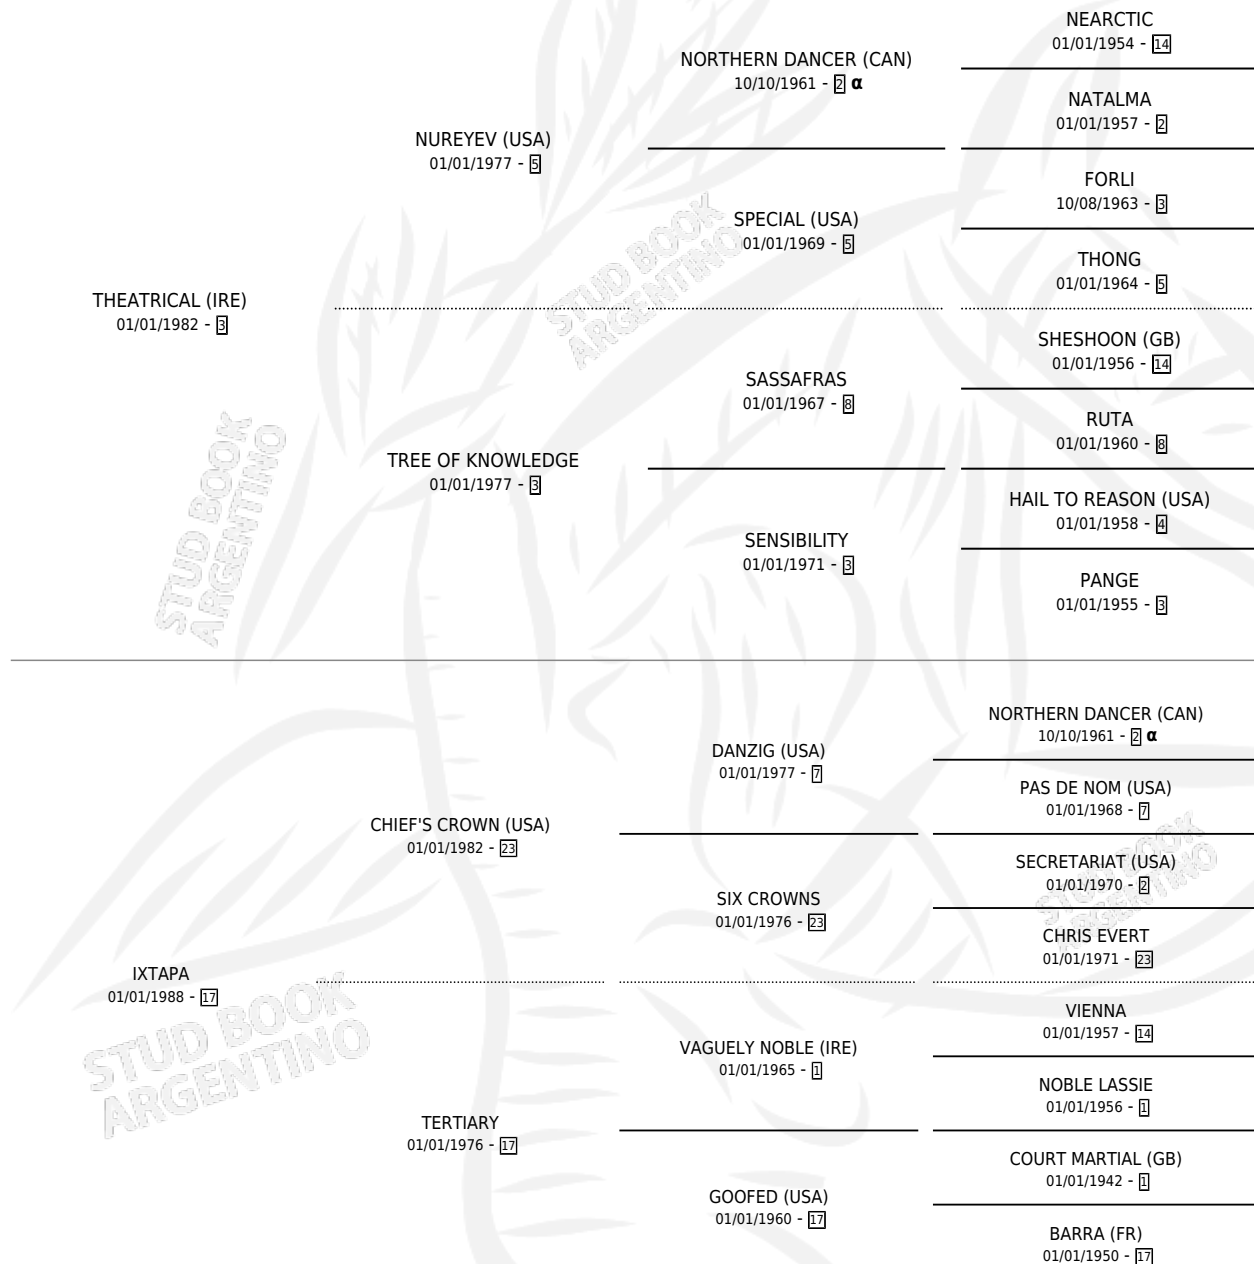 NEARCTIC
01/01/1954 - 14
NORTHERN DANCER (CAN)
10/10/1961 - 2 α
NATALMA
01/01/1957 - 2
NUREYEV (USA)
01/01/1977 - 5
FORLI
10/08/1963 - 3
SPECIAL (USA)
01/01/1969 - 5
THONG
01/01/1964 - 5
THEATRICAL (IRE)
01/01/1982 - 3
SHESHOON (GB)
01/01/1956 - 14
SASSAFRAS
01/01/1967 - 8
RUTA
01/01/1960 - 8
TREE OF KNOWLEDGE
01/01/1977 - 3
HAIL TO REASON (USA)
01/01/1958 - 4
SENSIBILITY
01/01/1971 - 3
PANGE
01/01/1955 - 3
NORTHERN DANCER (CAN)
10/10/1961 - 2 α
DANZIG (USA)
01/01/1977 - 7
PAS DE NOM (USA)
01/01/1968 - 7
CHIEF'S CROWN (USA)
01/01/1982 - 23
SECRETARIAT (USA)
01/01/1970 - 2
SIX CROWNS
01/01/1976 - 23
CHRIS EVERT
01/01/1971 - 23
IXTAPA
01/01/1988 - 17
VIENNA
01/01/1957 - 14
VAGUELY NOBLE (IRE)
01/01/1965 - 1
NOBLE LASSIE
01/01/1956 - 1
TERTIARY
01/01/1976 - 17
COURT MARTIAL (GB)
01/01/1942 - 1
GOOFED (USA)
01/01/1960 - 17
BARRA (FR)
01/01/1950 - 17
STUD BOOK
ARGENTINO
STUD BOOK
ARGENTINO
STUD BOOK
ARGENTINO
STUD BOOK
ARGENTINO